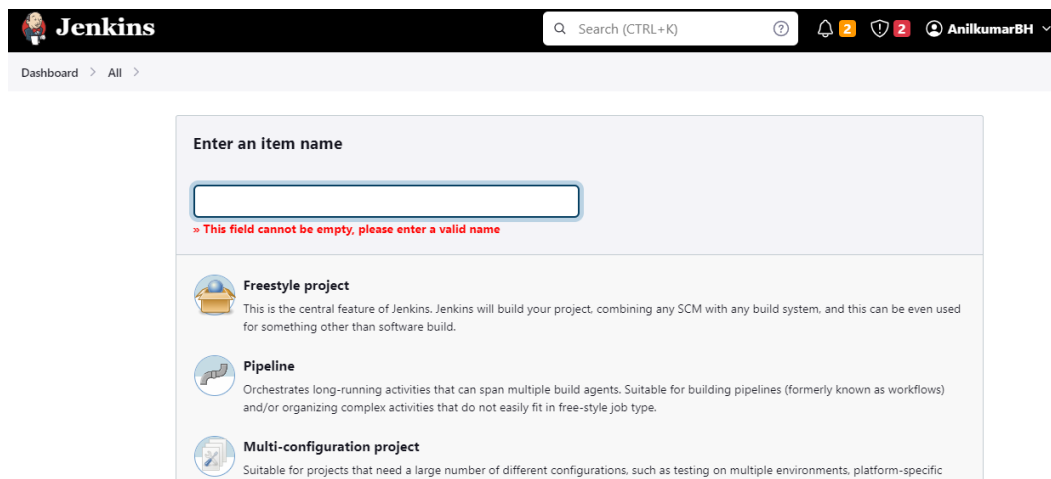 Jenkins
Search (CTRL+K)
2
2
AnilkumarBH
Dashboard > All >
Enter an item name
» This field cannot be empty, please enter a valid name
Freestyle project
This is the central feature of Jenkins. Jenkins will build your project, combining any SCM with any build system, and this can be even used
for something other than software build.
Pipeline
Orchestrates long-running activities that can span multiple build agents. Suitable for building pipelines (formerly known as workflows)
and/or organizing complex activities that do not easily fit in free-style job type.
Multi-configuration project
Suitable for projects that need a large number of different configurations, such as testing on multiple environments, platform-specific